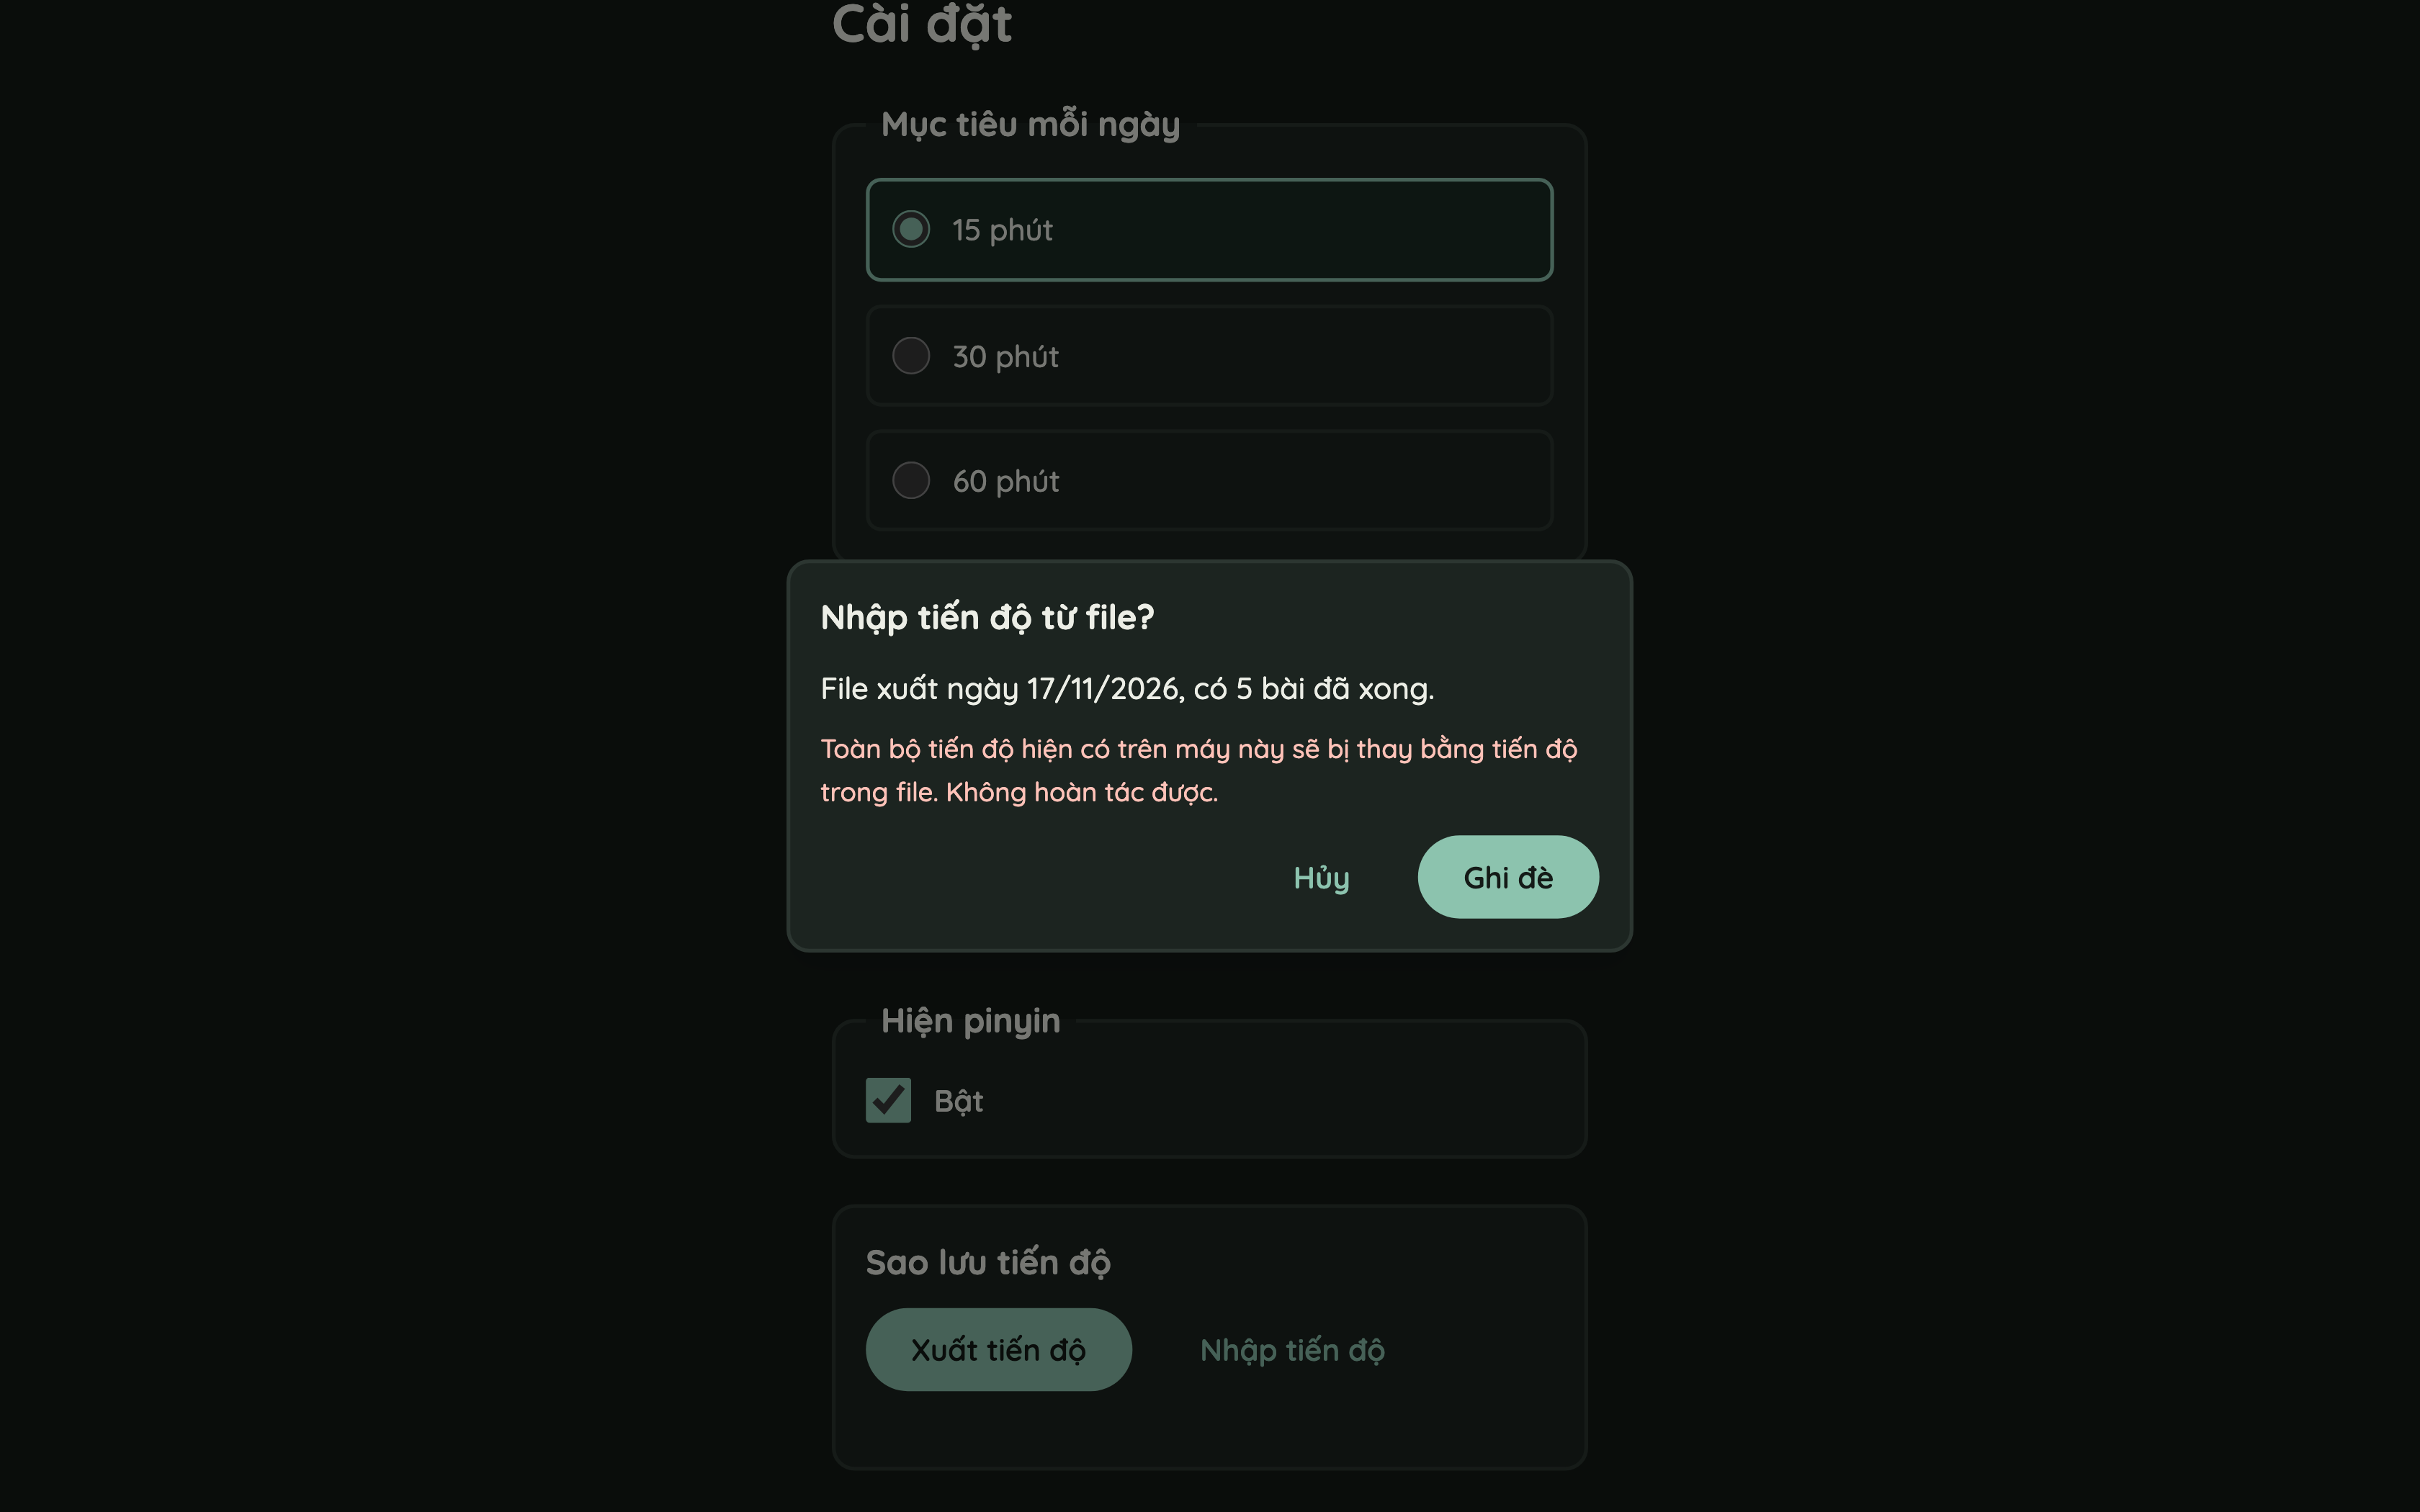 Cài đặt
Mục tiêu mỗi ngày
15 phút
30 phút
60 phút
Nhập tiến độ từ file?
File xuất ngày 17/11/2026, có 5 bài đã xong.
Toàn bộ tiến độ hiện có trên máy này sẽ bị thay bằng tiến độ
trong file. Không hoàn tác được.
Hủy
Ghi đè
Hiện pinyin
Bật
Sao lưu tiến độ
Xuất tiến độ
Nhập tiến độ